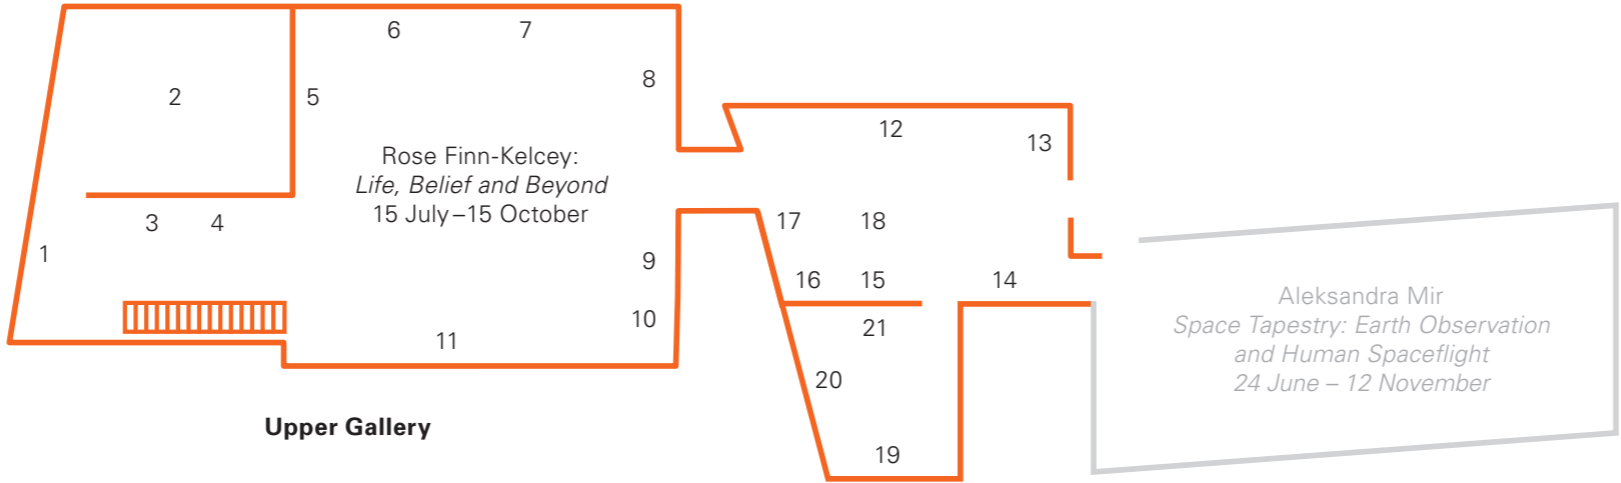 6 7
8
2 5
12
13
Rose Finn-Kelcey:
Life, Belief and Beyond
15 July–15 October
3 4
17 18
1
9
16 15 14
10
11
21
20
19
Aleksandra Mir
Space Tapestry: Earth Observation
and Human Spaceflight
24 June – 12 November
Upper Gallery